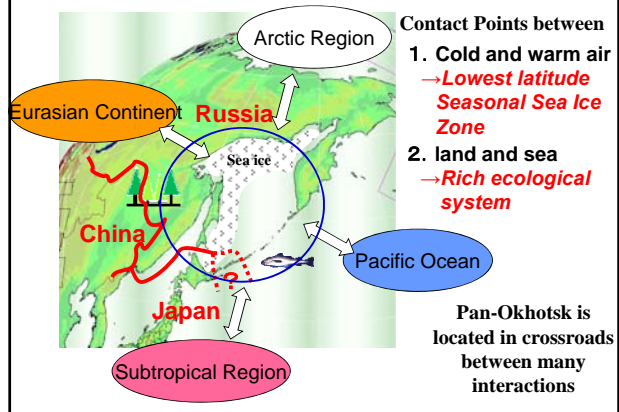 Arctic Region
Eurasian Continent
Russia
Sea ice
China
Japan
Pacific Ocean
Subtropical Region
Contact Points between
1. Cold and warm air
→Lowest latitude
Seasonal Sea Ice
Zone
2. land and sea
→Rich ecological
system
Pan-Okhotsk is
located in crossroads
between many
interactions